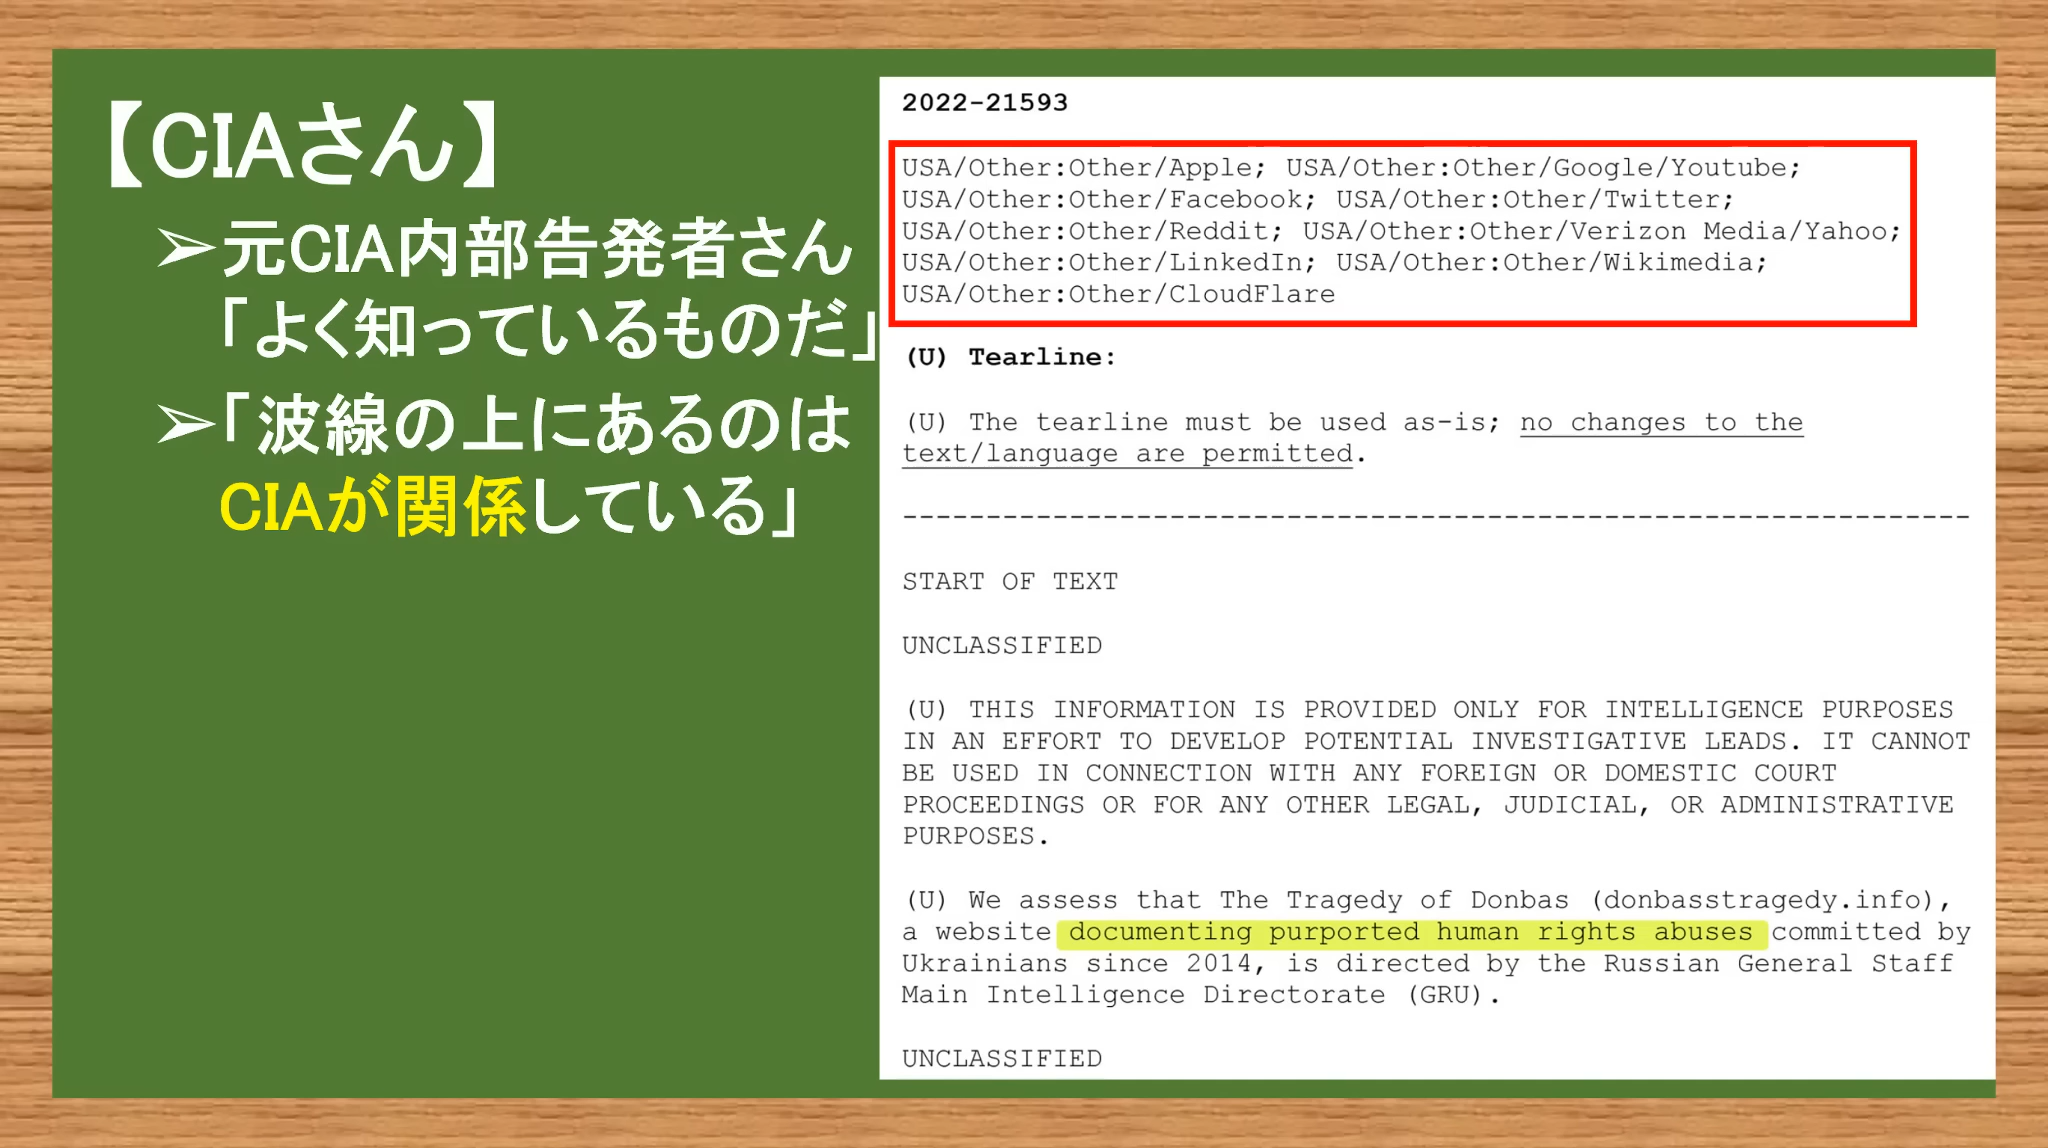 【CIAさん】
➢元CIA内部告発者さん
「よく知っているものだ」
➢「波線の上にあるのは
CIAが関係している」
2022-21593
USA/Other:Other/Apple; USA/Other:Other/Google/Youtube;
USA/Other:Other/Facebook; USA/Other:Other/Twitter;
USA/Other:Other/Reddit; USA/Other:Other/Verizon Media/Yahoo;
USA/Other:Other/LinkedIn; USA/Other:Other/Wikimedia;
USA/Other:Other/CloudFlare
(U) Tearline:
(U) The tearline must be used as-is; no changes to the
text/language are permitted.
----------------------------------------------------------------
START OF TEXT
UNCLASSIFIED
(U) THIS INFORMATION IS PROVIDED ONLY FOR INTELLIGENCE PURPOSES
IN AN EFFORT TO DEVELOP POTENTIAL INVESTIGATIVE LEADS. IT CANNOT
BE USED IN CONNECTION WITH ANY FOREIGN OR DOMESTIC COURT
PROCEEDINGS OR FOR ANY OTHER LEGAL, JUDICIAL, OR ADMINISTRATIVE
PURPOSES.
(U) We assess that The Tragedy of Donbas (donbasstragedy.info),
a website documenting purported human rights abuses committed by
Ukrainians since 2014, is directed by the Russian General Staff
Main Intelligence Directorate (GRU).
UNCLASSIFIED